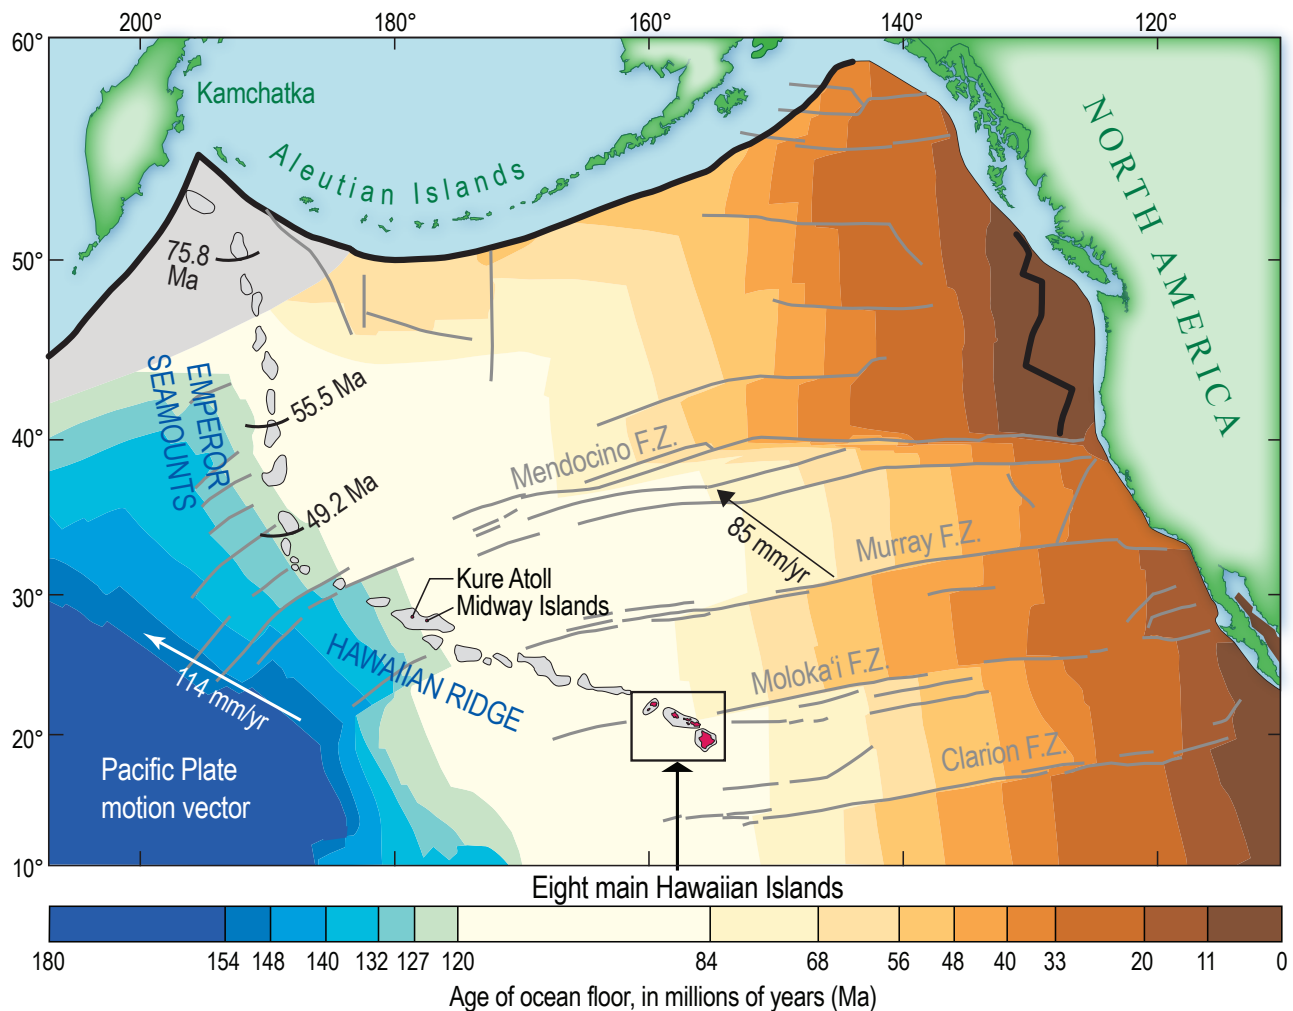 200°
180°
160°
140°
120°
60°
50°
40°
30°
20°
10°
Kamchatka
Aleutian Islands
NORTH AMERICA
75.8
Ma
EMPEROR
SEAMOUNTS
55.5 Ma
49.2 Ma
Mendocino F.Z.
85 mm/yr
Murray F.Z.
Kure Atoll
Midway Islands
HAWAIIAN RIDGE
114 mm/yr
Moloka'i F.Z.
Clarion F.Z.
Pacific Plate
motion vector
Eight main Hawaiian Islands
180
154
148
140
132
127
120
84
68
56
48
40
33
20
11
0
Age of ocean floor, in millions of years (Ma)